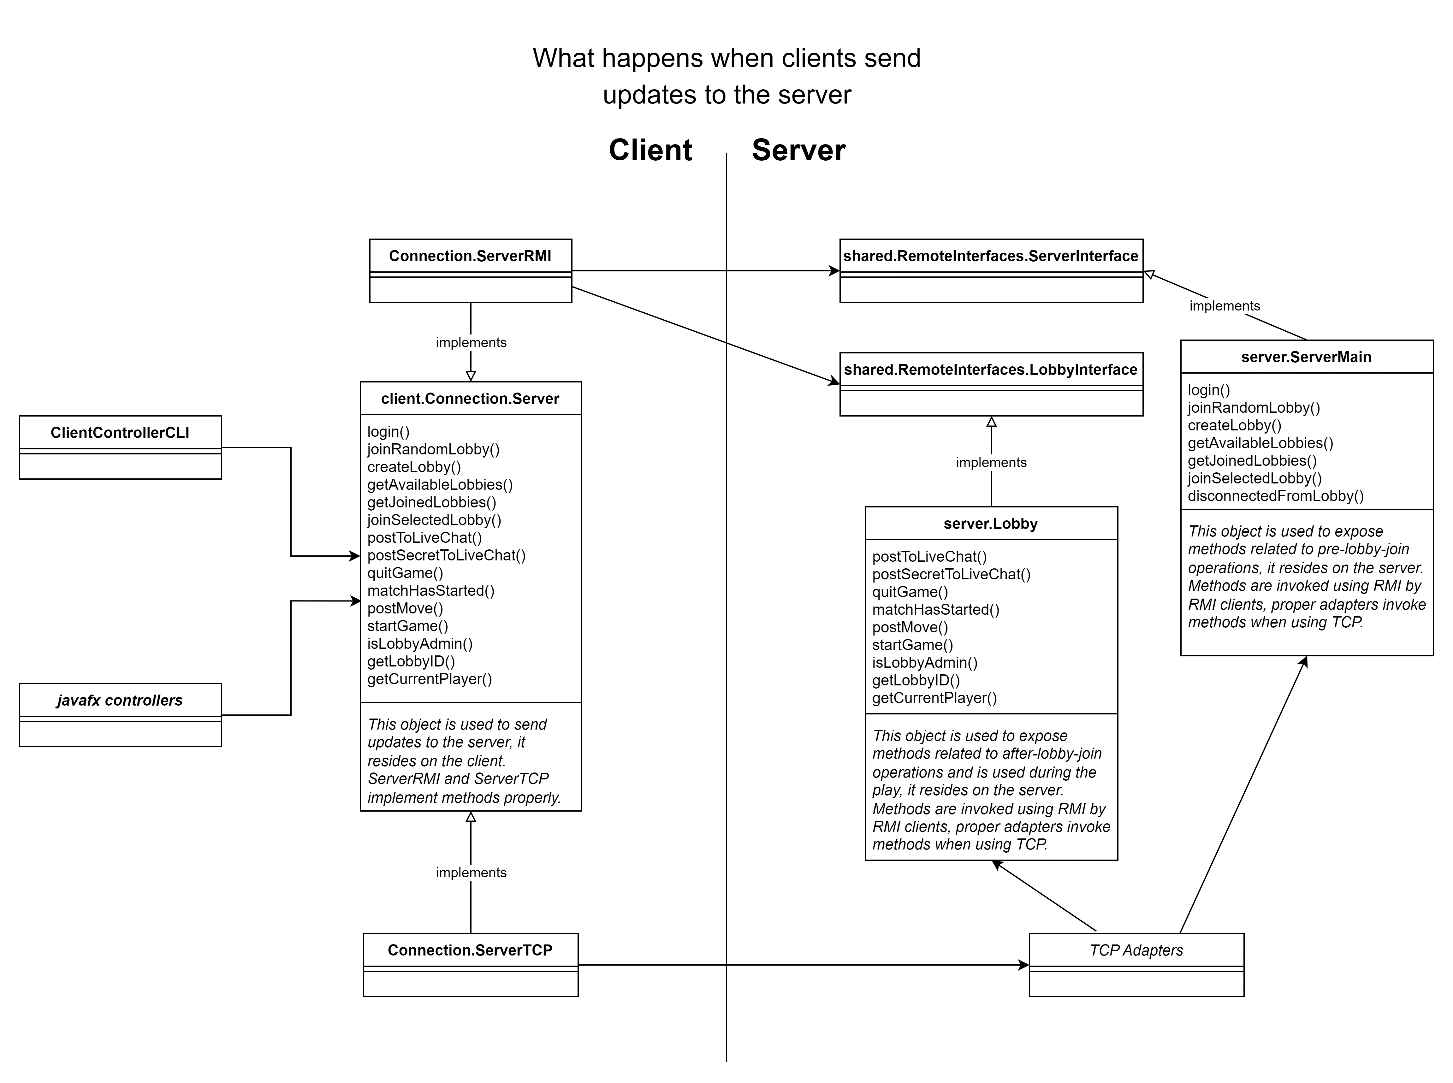 What happens when clients send
updates to the server
Client
Server
Connection.ServerRMI
implements
client.Connection.Server
login()
joinRandomLobby()
createLobby()
getAvailableLobbies()
getJoinedLobbies()
joinSelectedLobby()
postToLiveChat()
postSecretToLiveChat()
quitGame()
matchHasStarted()
postMove()
startGame()
isLobbyAdmin()
getLobbyID()
getCurrentPlayer()
This object is used to send
updates to the server, it
resides on the client.
ServerRMI and ServerTCP
implement methods properly.
implements
Connection.ServerTCP
ClientControllerCLI
javafx controllers
shared.RemoteInterfaces.ServerInterface
implements
shared.RemoteInterfaces.LobbyInterface
implements
server.Lobby
postToLiveChat()
postSecretToLiveChat()
quitGame()
matchHasStarted()
postMove()
startGame()
isLobbyAdmin()
getLobbyID()
getCurrentPlayer()
This object is used to expose
methods related to after-lobby-join
operations and is used during the
play, it resides on the server.
Methods are invoked using RMI by
RMI clients, proper adapters invoke
methods when using TCP.
server.ServerMain
login()
joinRandomLobby()
createLobby()
getAvailableLobbies()
getJoinedLobbies()
joinSelectedLobby()
disconnectedFromLobby()
This object is used to expose
methods related to pre-lobby-join
operations, it resides on the server.
Methods are invoked using RMI by
RMI clients, proper adapters invoke
methods when using TCP.
TCP Adapters